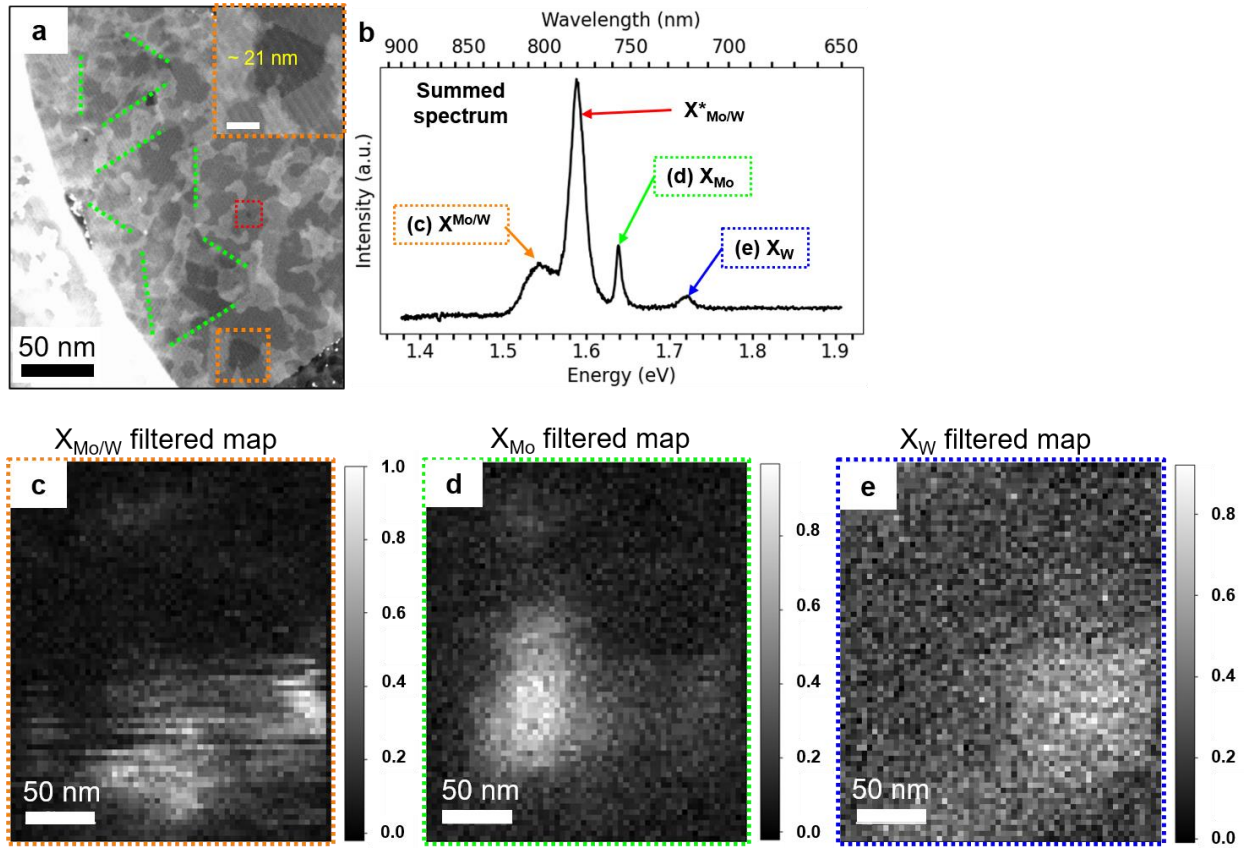 a
~ 21 nm
50 nm
b
Wavelength (nm)
900 850 800 750 700 650
Summed
spectrum
X*Mo/W
(d) XMo
(c) XMo/W
(e) XW
Intensity (a.u.)
1.4 1.5 1.6 1.7 1.8 1.9
Energy (eV)
XMo/W filtered map
c
1.0
0.8
0.6
0.4
0.2
0.0
50 nm
XMo filtered map
d
0.8
0.6
0.4
0.2
0.0
50 nm
XW filtered map
e
0.8
0.6
0.4
0.2
0.0
50 nm